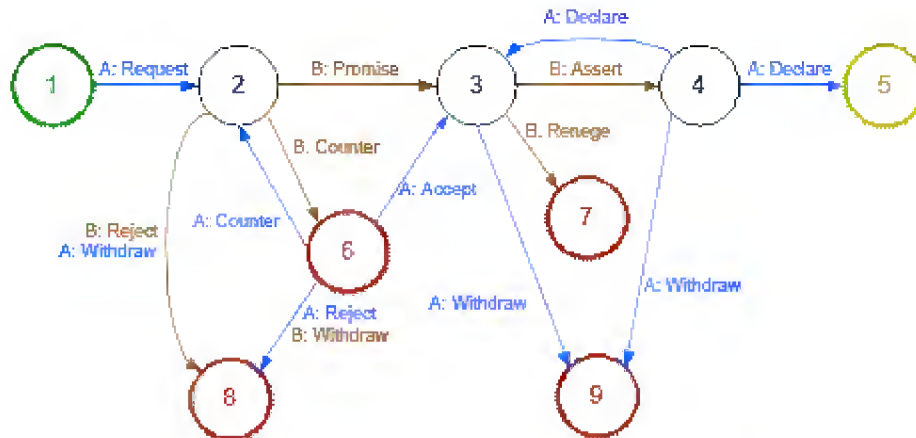 A: Declare
1
A: Request
2
B: Promise
3
B: Assert
4
A: Declare
5
B: Renege
B: Counter
A: Accept
A: Counter
7
B: Reject
A: Withdraw
6
A: Withdraw
A: Withdraw
A: Reject
B: Withdraw
8
9